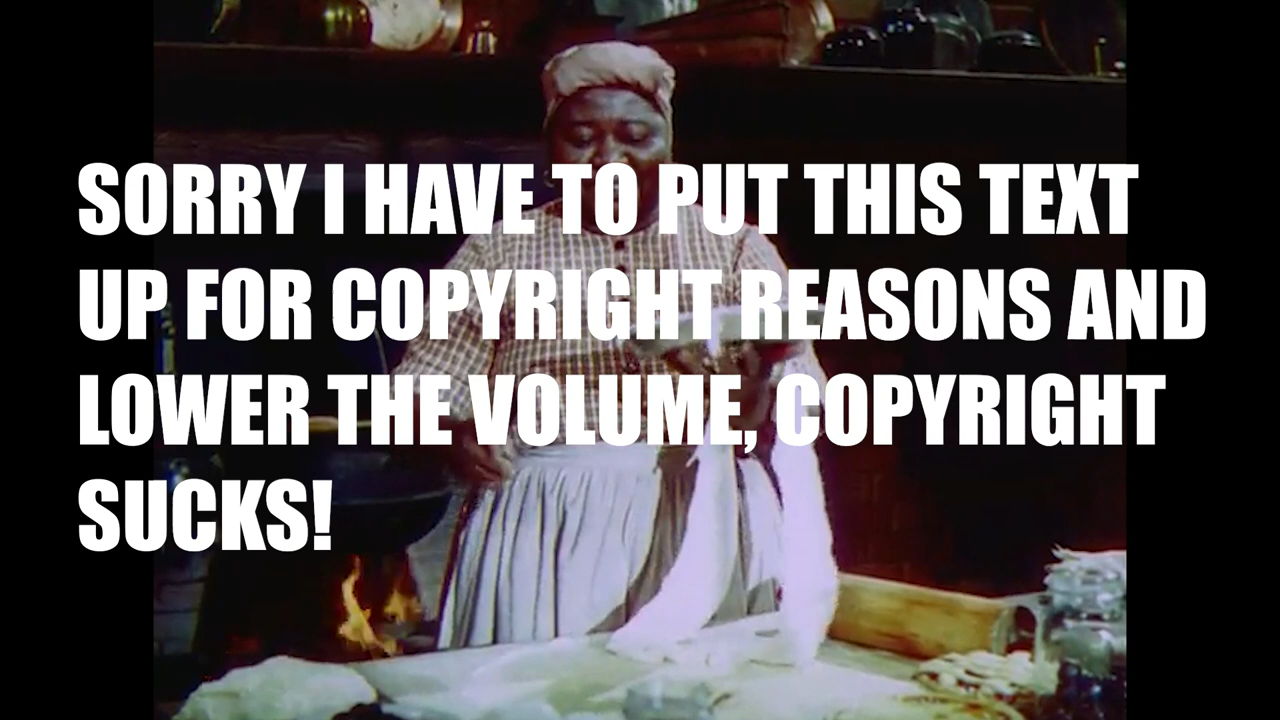 SORRY I HAVE TO PUT THIS TEXT
UP FOR COPYRIGHT REASONS AND
LOWER THE VOLUME, COPYRIGHT
SUCKS!